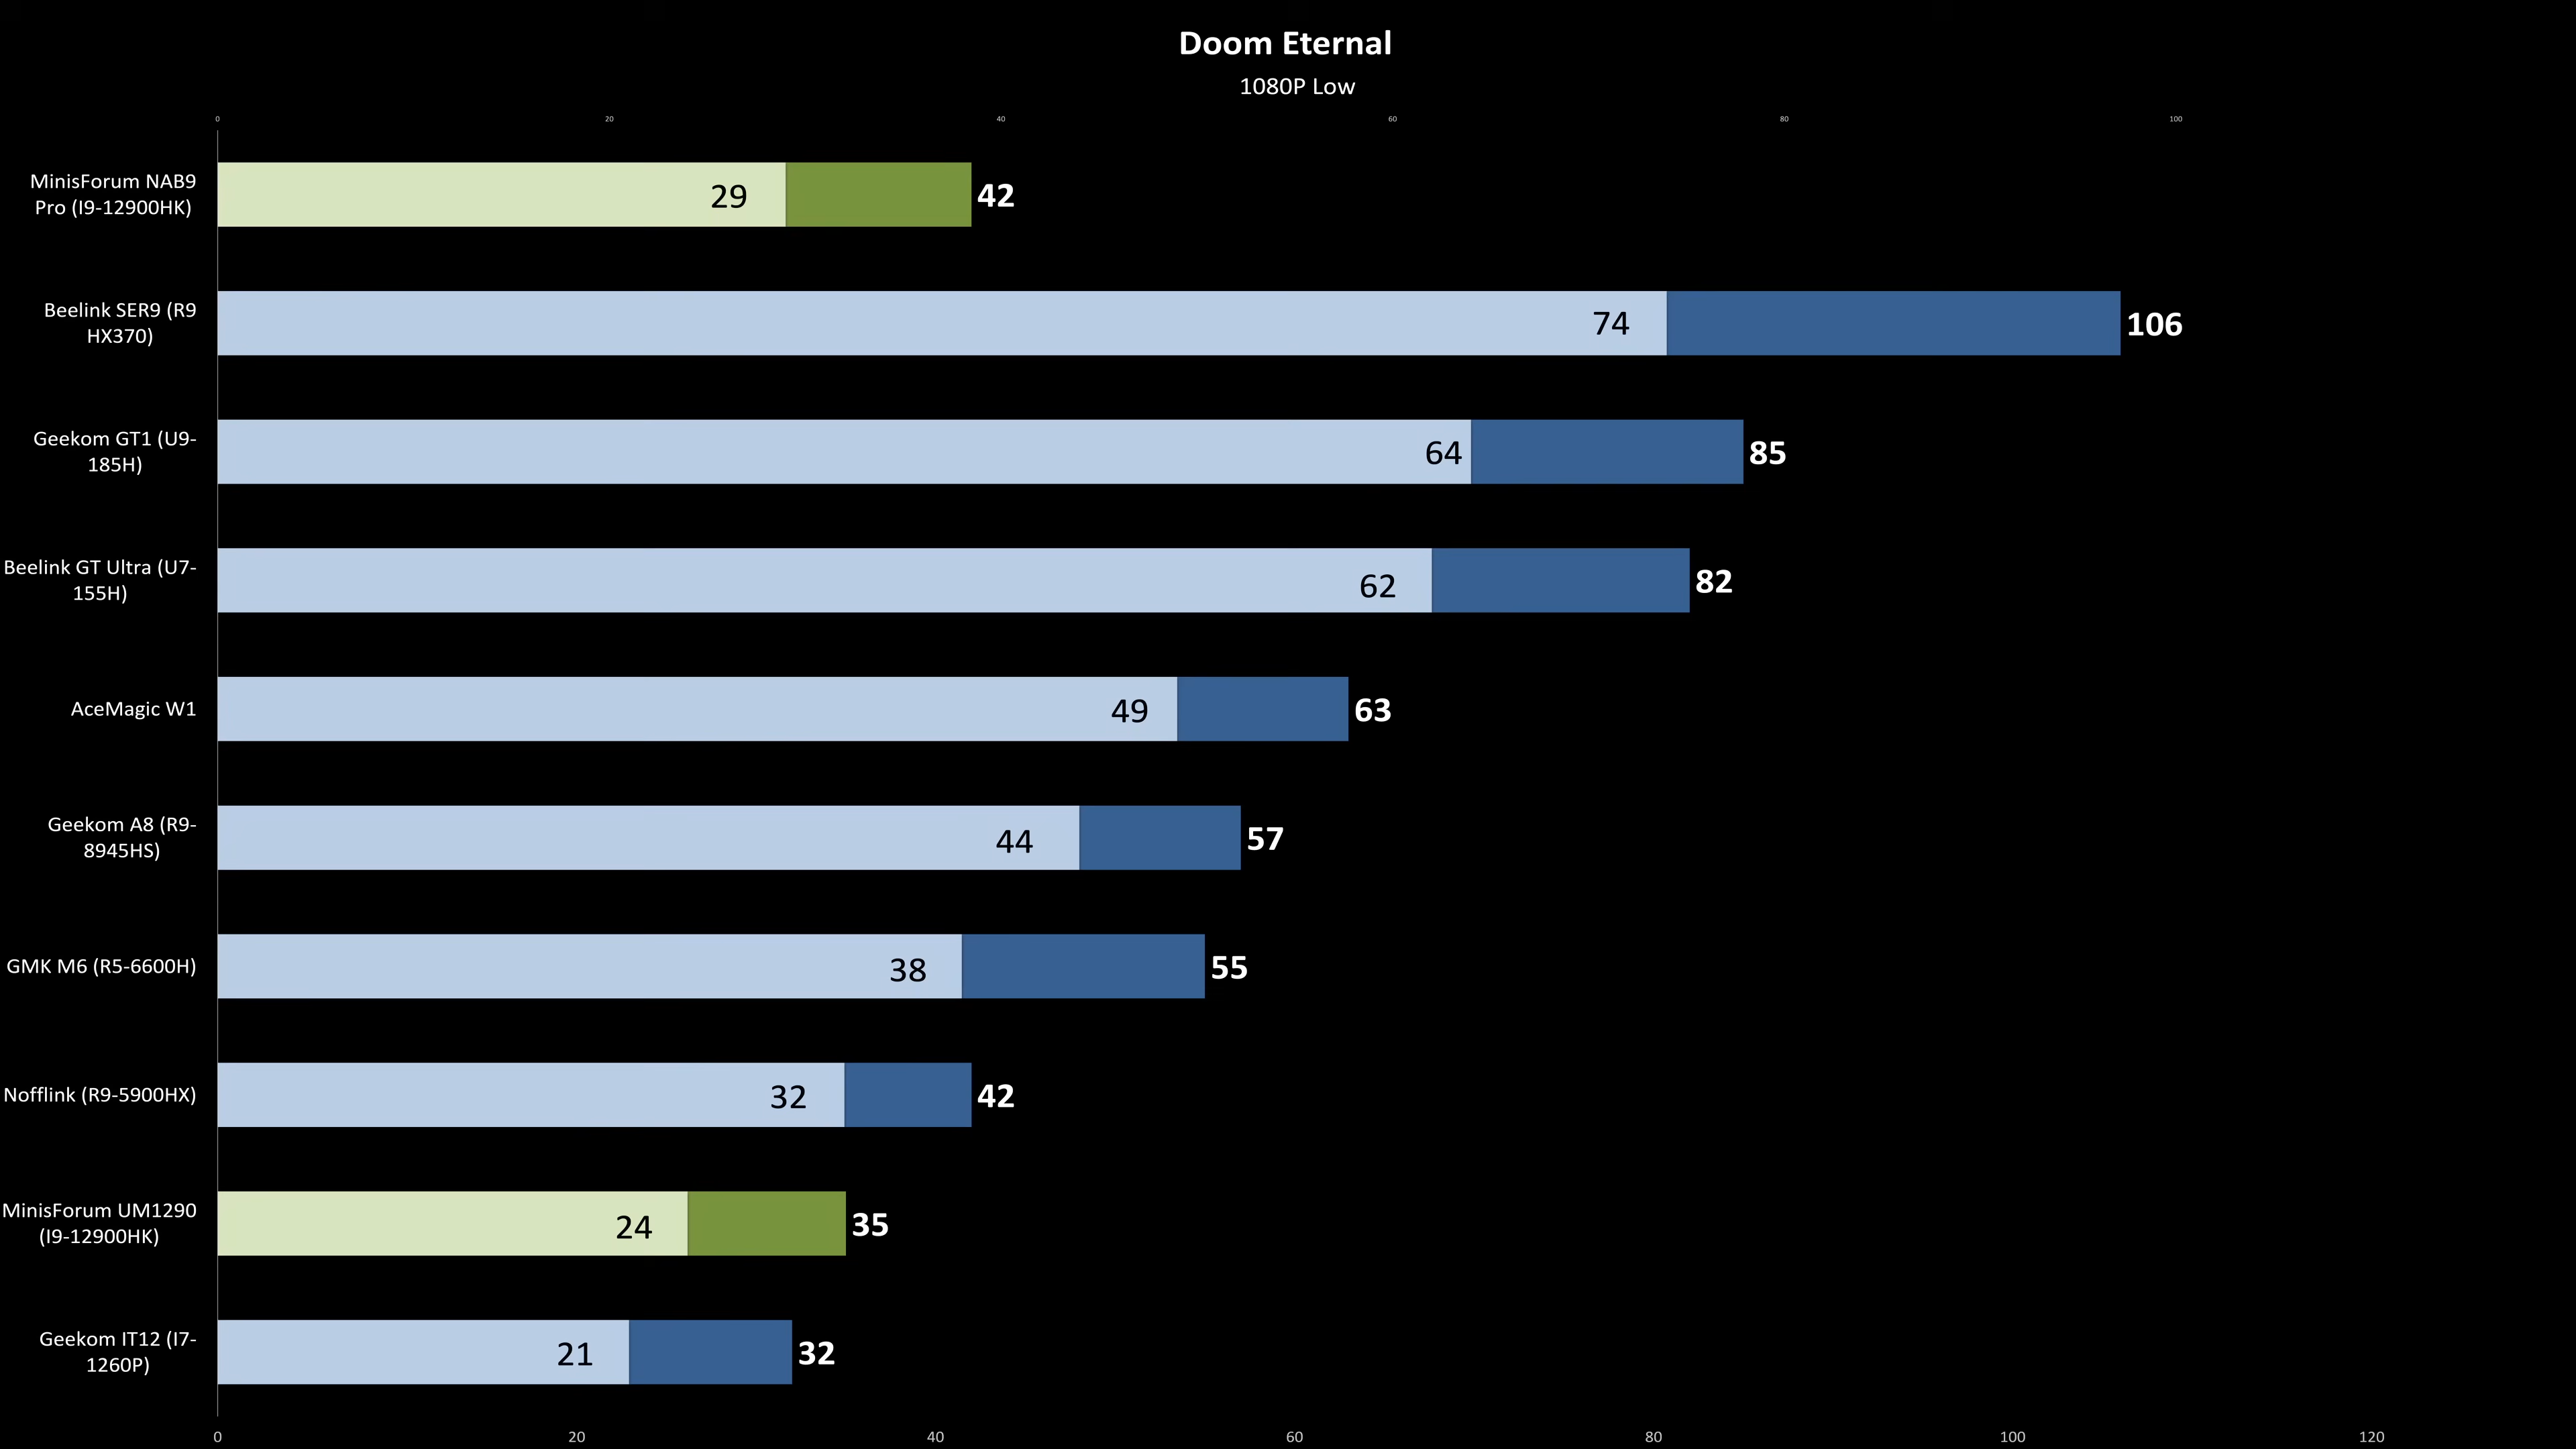 Doom Eternal
1080P Low
0 20 40 60 80 100
MinisForum NAB9
Pro (I9-12900HK)
29 42
Beelink SER9 (R9
HX370)
74 106
Geekom GT1 (U9-
185H)
64 85
Beelink GT Ultra (U7-
155H)
62 82
AceMagic W1
49 63
Geekom A8 (R9-
8945HS)
44 57
GMK M6 (R5-6600H)
38 55
Nofflink (R9-5900HX)
32 42
MinisForum UM1290
(I9-12900HK)
24 35
Geekom IT12 (I7-
1260P)
21 32
0 20 40 60 80 100 120